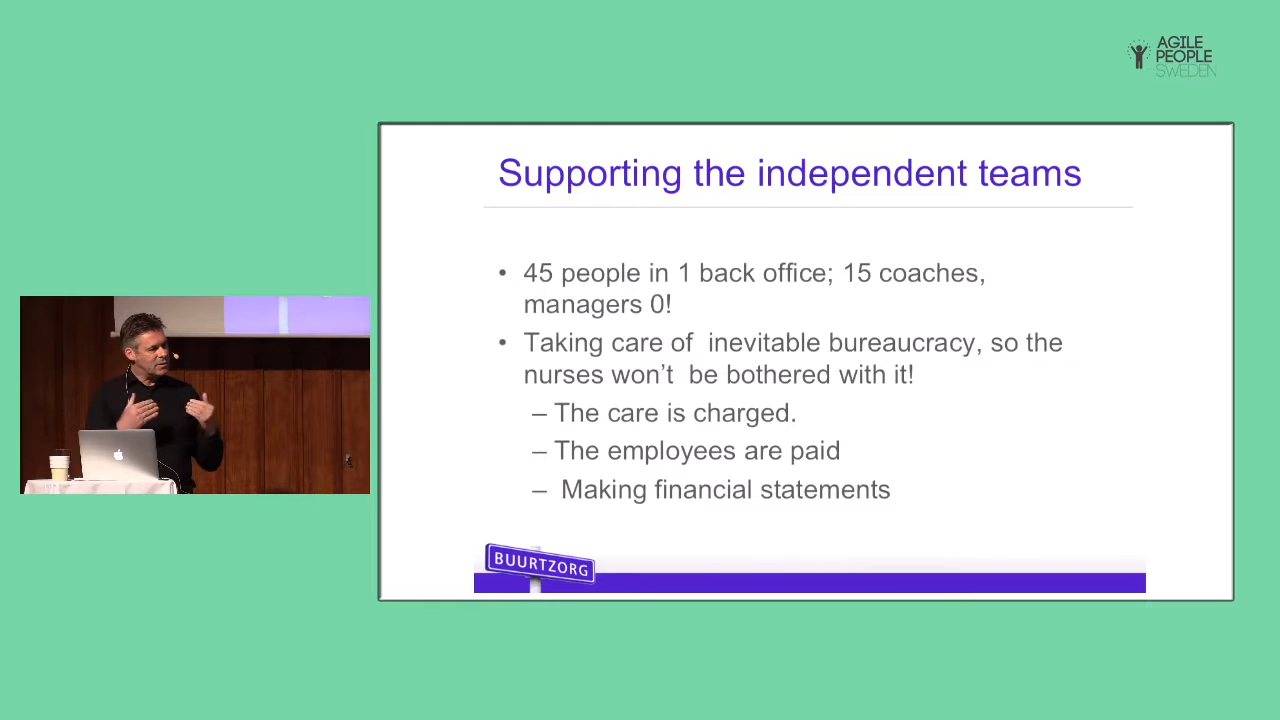 AGILE
PEOPLE
SWEDEN
Supporting the independent teams
• 45 people in 1 back office; 15 coaches,
managers 0!
• Taking care of  inevitable bureaucracy, so the
nurses won’t  be bothered with it!
– The care is charged.
– The employees are paid
–  Making financial statements
BUURTZORG